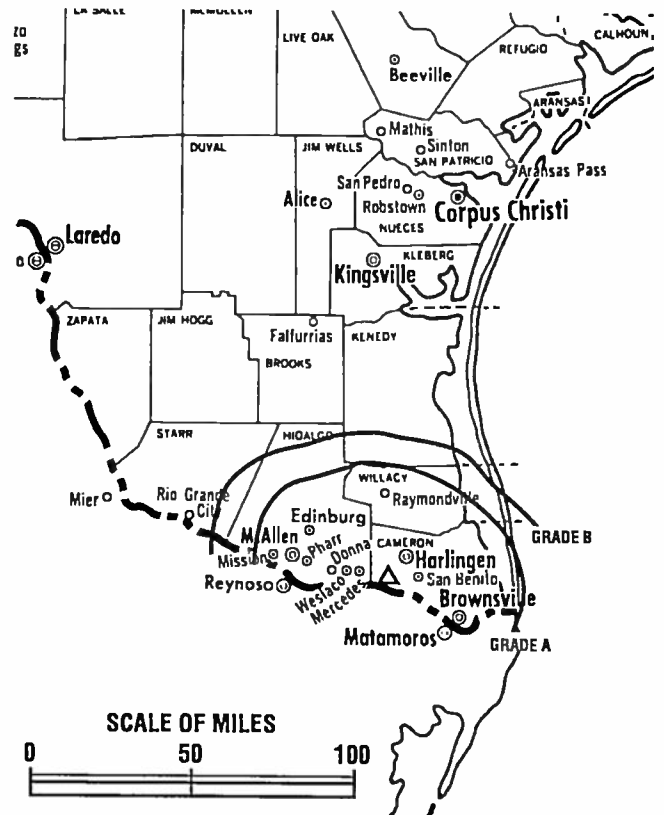 LA SALLE
McMULLEN
LIVE OAK
CALHOUN
REFUGIO
Beeville
ARANSAS
Mathis
Sinton
SAN PATRICIO
Aransas Pass
DUVAL
JIM WELLS
San Pedro
Robstown
Alice
Corpus Christi
NUECES
Laredo
KLEBERG
Kingsville
ZAPATA
JIM HOGG
Falfurrias
KENEDY
BROOKS
STARR
HIDALGO
WILLACY
Raymondville
Mier
Rio Grande
City
Edinburg
GRADE B
McAllen
Mission
Pharr
Donna
CAMERON
Harlingen
San Benito
Reynosa
Weslaco
Mercedes
Brownsville
Matamoros
GRADE A
SCALE OF MILES
0 50 100